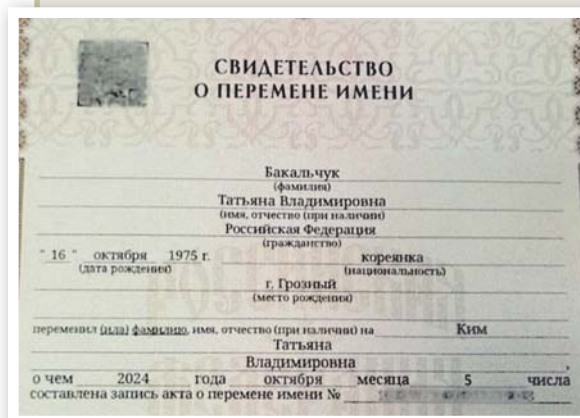 СВИДЕТЕЛЬСТВО
О ПЕРЕМЕНЕ ИМЕНИ
Бакальчук
(фамилия)
Татьяна Владимировна
(имя, отчество (при наличии)
Российская Федерация
(гражданство)
" 16 " октября 1975 г. кореянка
(дата рождения) (национальность)
г. Грозный
(место рождения)
переменил (ила) фамилию, имя, отчество (при наличии) на Ким
Татьяна
Владимировна ,
о чем 2024 года октября месяца 5 числа
составлена запись акта о перемене имени №